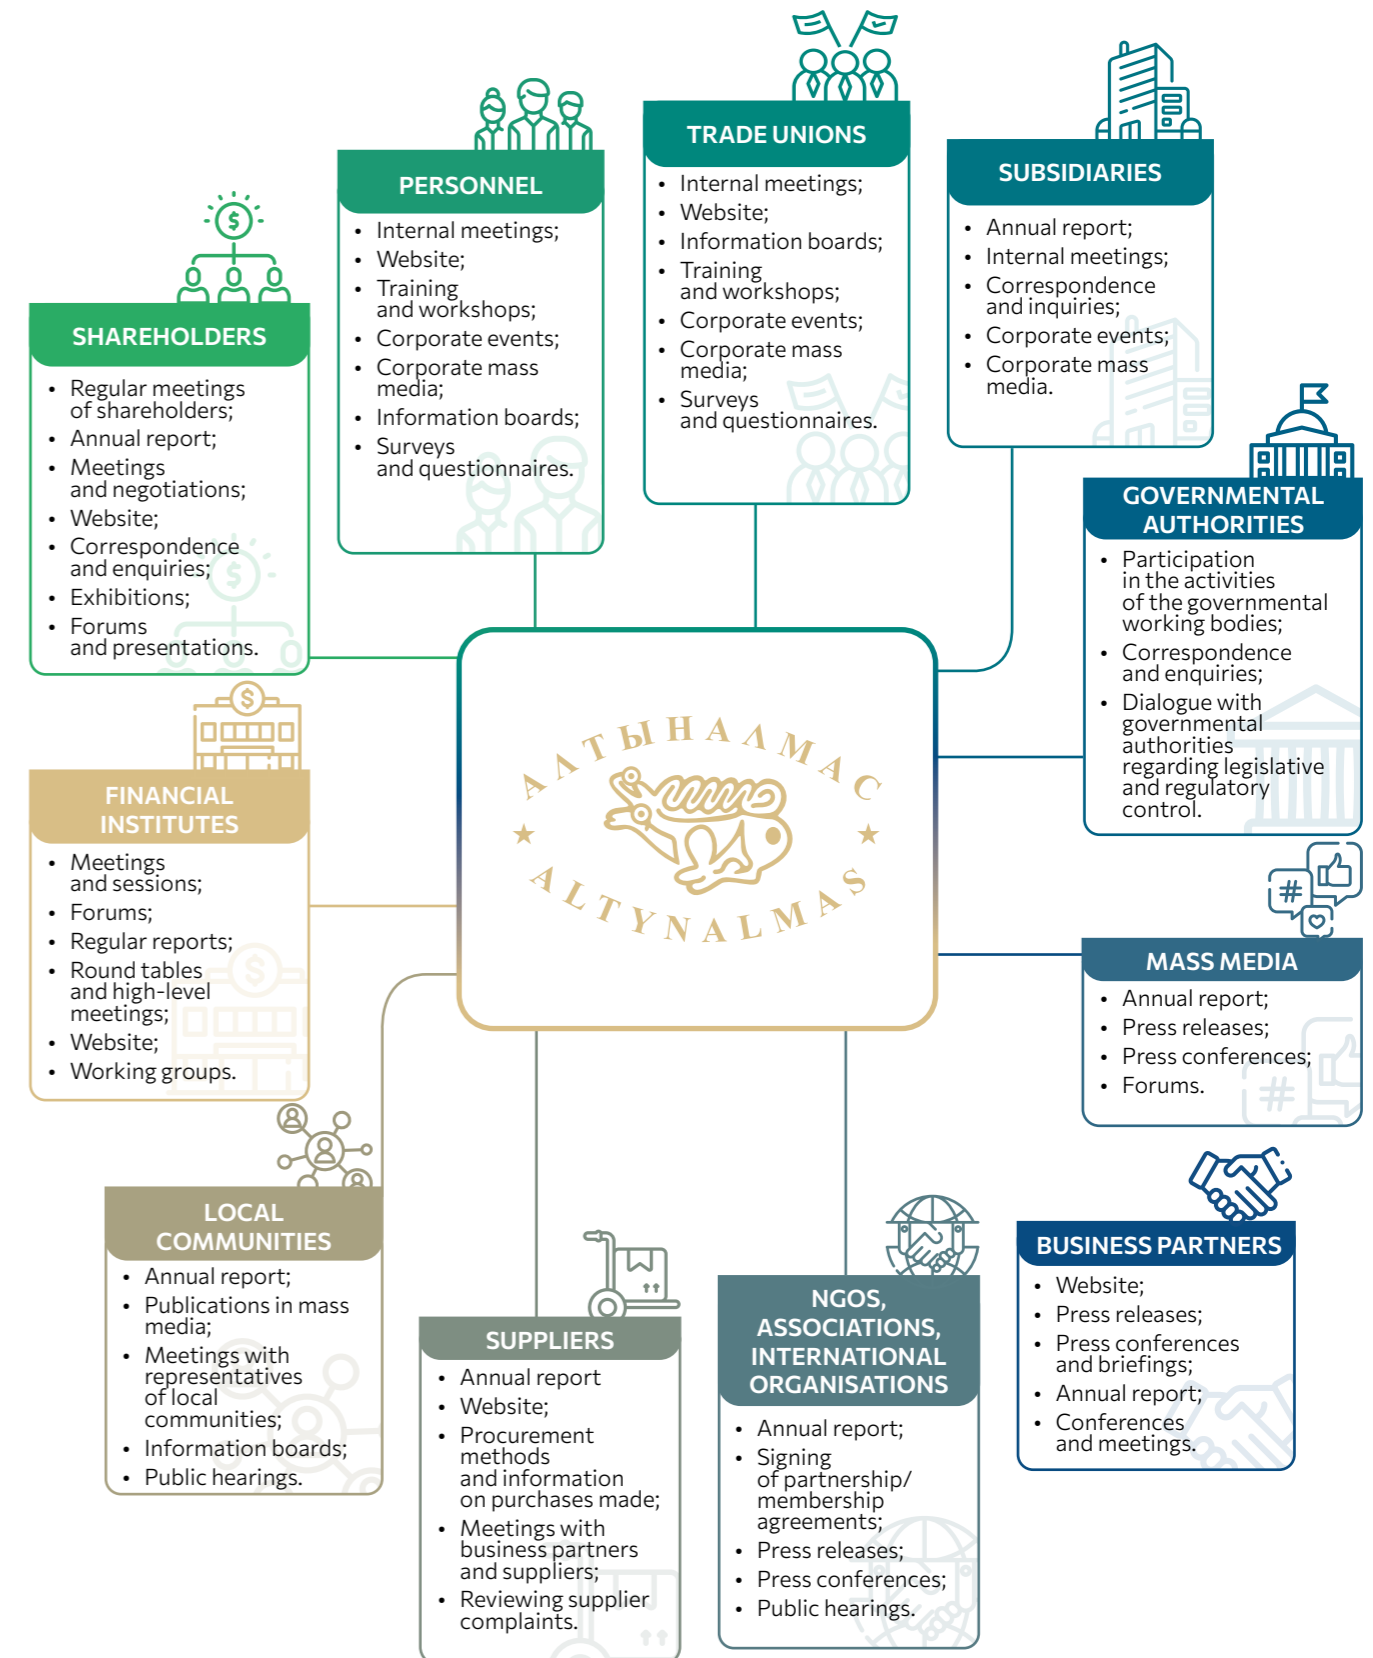 TRADE UNIONS
• Internal meetings;
• Website;
• Information boards;
• Training
and workshops;
• Corporate events;
• Corporate mass
media;
• Surveys
and questionnaires.
PERSONNEL
• Internal meetings;
• Website;
• Training
and workshops;
• Corporate events;
• Corporate mass
media;
• Information boards;
• Surveys
and questionnaires.
SUBSIDIARIES
• Annual report;
• Internal meetings;
• Correspondence
and inquiries;
• Corporate events;
• Corporate mass
media.
SHAREHOLDERS
• Regular meetings
of shareholders;
• Annual report;
• Meetings
and negotiations;
• Website;
• Correspondence
and enquiries;
• Exhibitions;
• Forums
and presentations.
GOVERNMENTAL
AUTHORITIES
• Participation
in the activities
of the governmental
working bodies;
• Correspondence
and enquiries;
• Dialogue with
governmental
authorities
regarding legislative
and regulatory
control.
АЛТЫНАЛМАС
ALTYNALMAS
FINANCIAL
INSTITUTES
• Meetings
and sessions;
• Forums;
• Regular reports;
• Round tables
and high-level
meetings;
• Website;
• Working groups.
MASS MEDIA
• Annual report;
• Press releases;
• Press conferences;
• Forums.
LOCAL
COMMUNITIES
• Annual report;
• Publications in mass
media;
• Meetings with
representatives
of local
communities;
• Information boards;
• Public hearings.
SUPPLIERS
• Annual report
• Website;
• Procurement
methods
and information
on purchases made;
• Meetings with
business partners
and suppliers;
• Reviewing supplier
complaints.
NGOS,
ASSOCIATIONS,
INTERNATIONAL
ORGANISATIONS
• Annual report;
• Signing
of partnership/
membership
agreements;
• Press releases;
• Press conferences;
• Public hearings.
BUSINESS PARTNERS
• Website;
• Press releases;
• Press conferences
and briefings;
• Annual report;
• Conferences
and meetings.